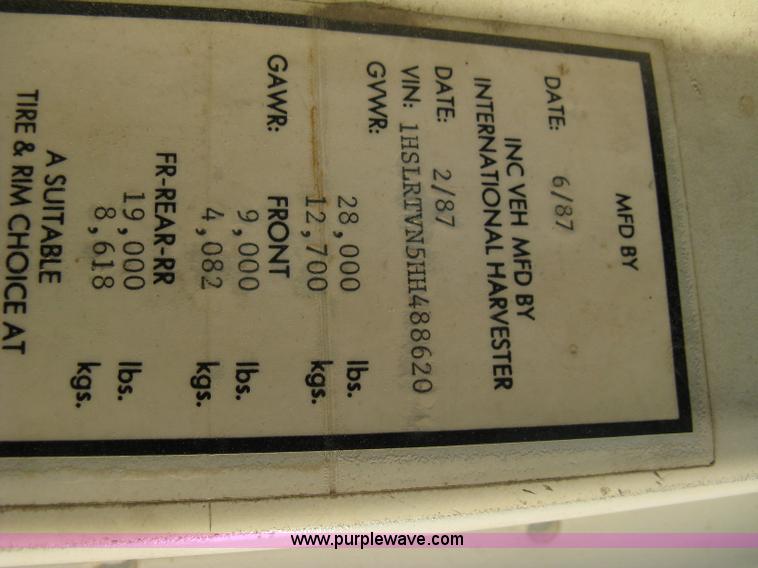 MFD BY
DATE: 6/87
INC VEH MFD BY
INTERNATIONAL HARVESTER
DATE: 2/87
VIN: 1HSLRTVN5HH488620
GVWR:
28,000 lbs.
12,700 kgs.
GAWR: FRONT
9,000 lbs.
4,082 kgs.
FR-REAR-RR
19,000 lbs.
8,618 kgs.
A SUITABLE
TIRE & RIM CHOICE AT
www.purplewave.com